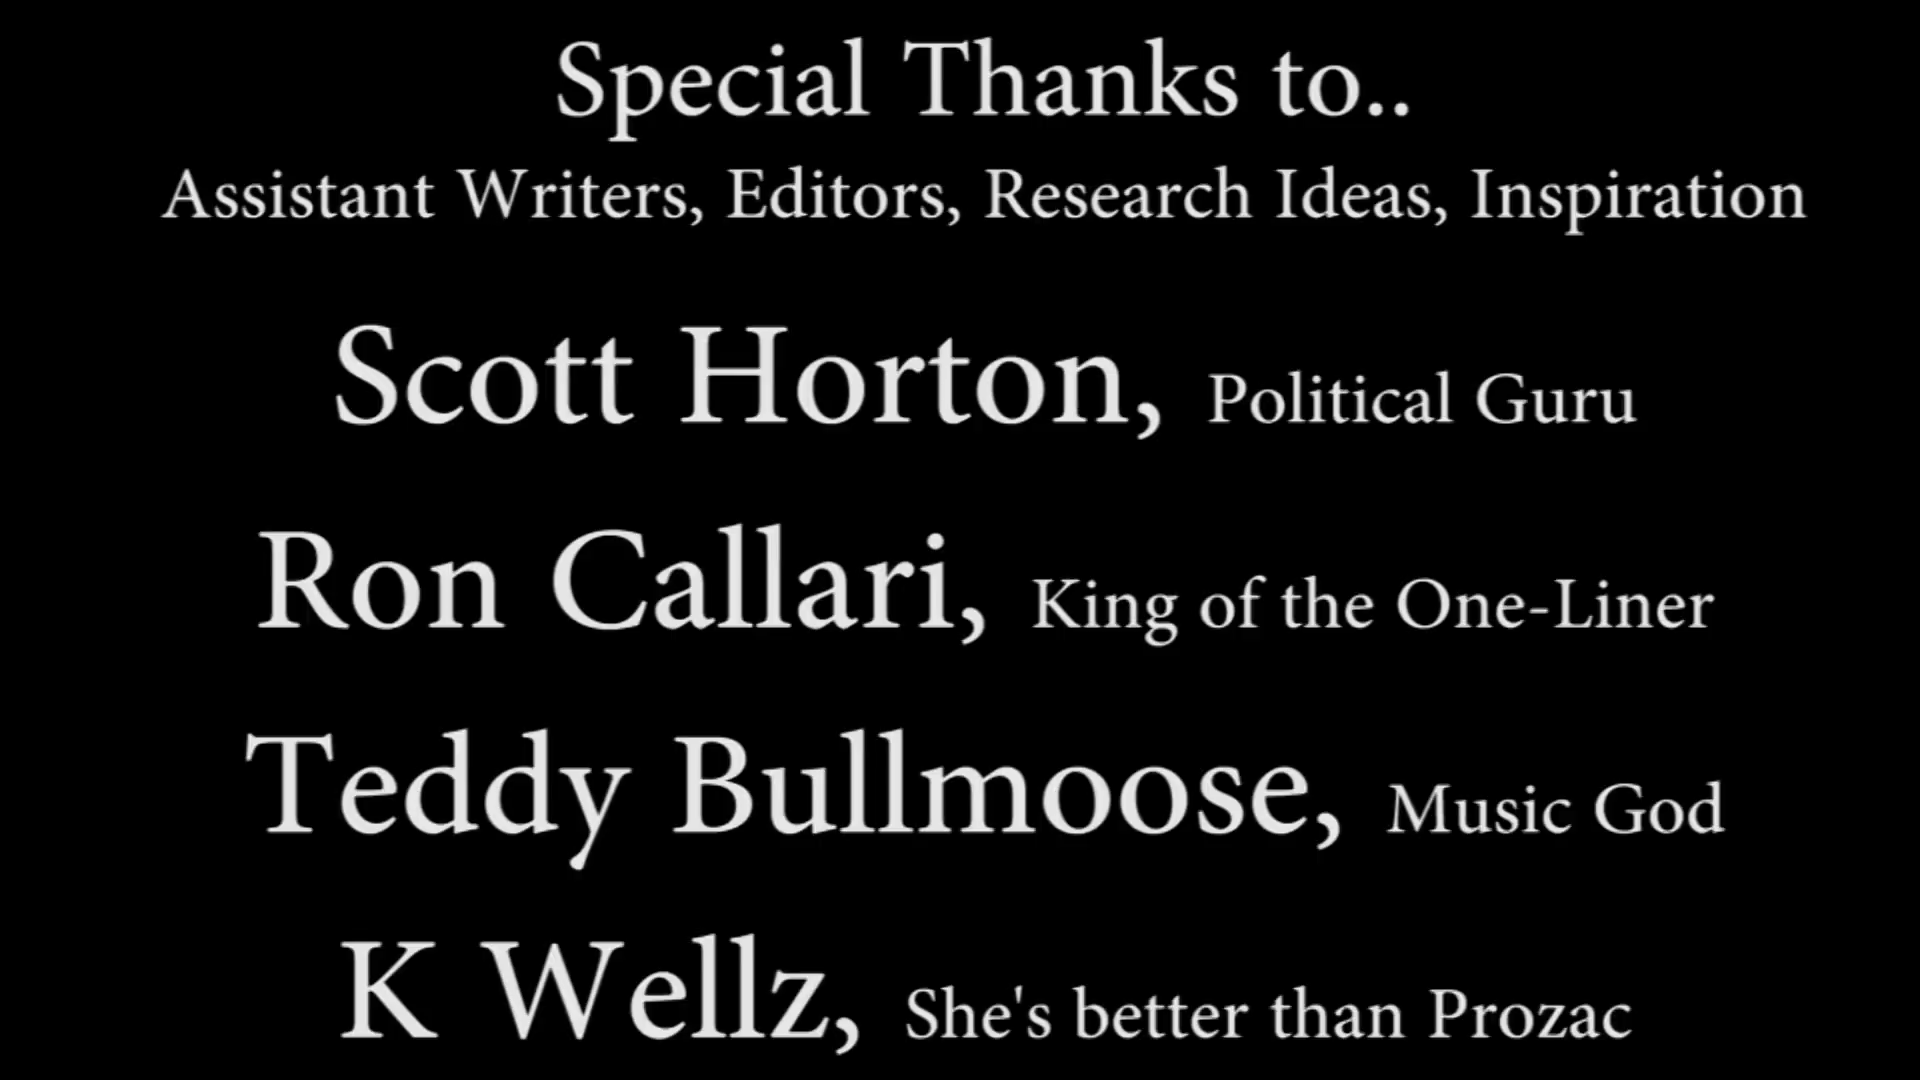 Special Thanks to..
Assistant Writers, Editors, Research Ideas, Inspiration
Scott Horton, Political Guru
Ron Callari, King of the One-Liner
Teddy Bullmoose, Music God
K Wellz, She's better than Prozac